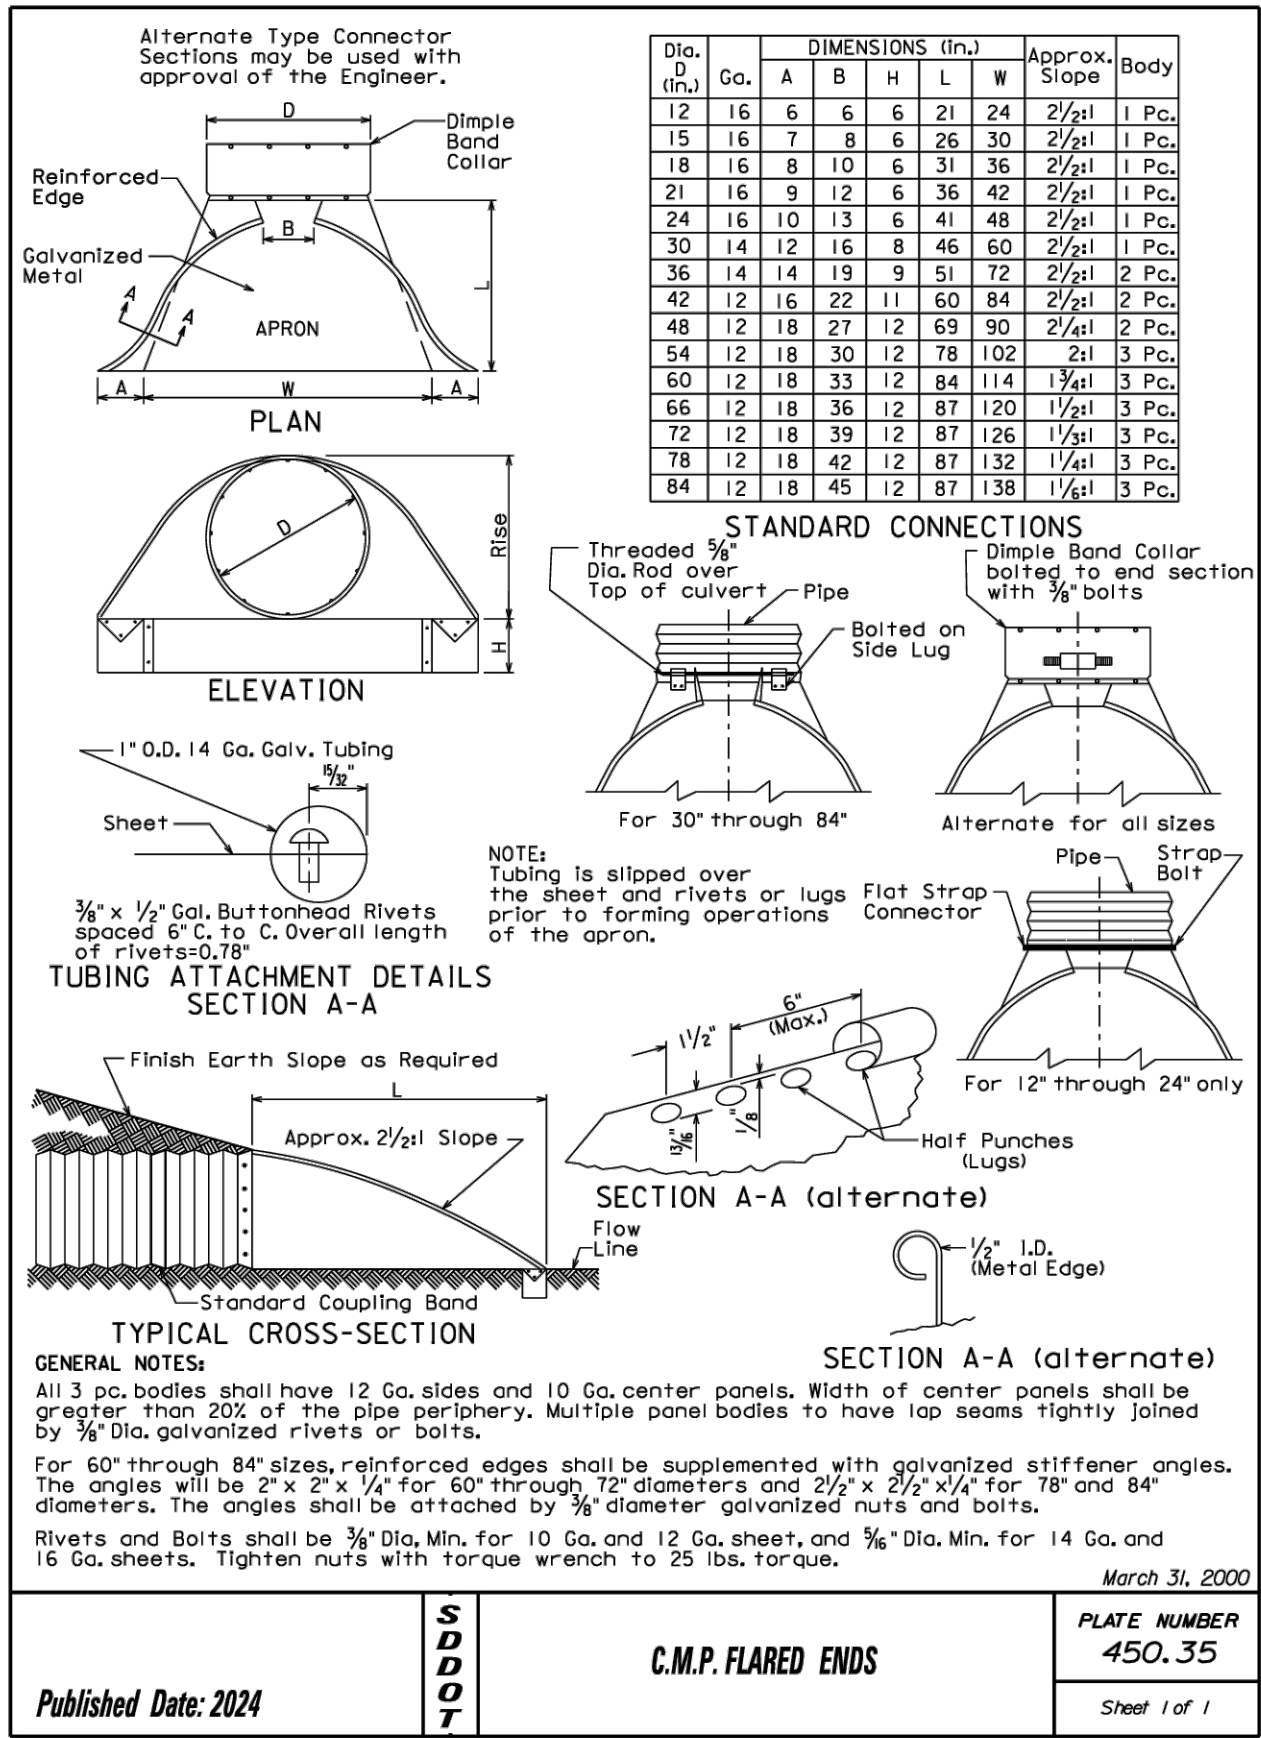 Alternate Type Connector
Sections may be used with
approval of the Engineer.
D
Dimple
Band
Collar
Reinforced
Edge
B
Galvanized
Metal
L
A
A
APRON
A
W
A
PLAN
D
Rise
H
ELEVATION
Dia. D (in.) Ga. DIMENSIONS (in.) Approx. Slope Body
A B H L W
12 16 6 6 6 21 24 2½:1 1 Pc.
15 16 7 8 6 26 30 2½:1 1 Pc.
18 16 8 10 6 31 36 2½:1 1 Pc.
21 16 9 12 6 36 42 2½:1 1 Pc.
24 16 10 13 6 41 48 2½:1 1 Pc.
30 14 12 16 8 46 60 2½:1 1 Pc.
36 14 14 19 9 51 72 2½:1 2 Pc.
42 12 16 22 11 60 84 2½:1 2 Pc.
48 12 18 27 12 69 90 2¼:1 2 Pc.
54 12 18 30 12 78 102 2:1 3 Pc.
60 12 18 33 12 84 114 1¾:1 3 Pc.
66 12 18 36 12 87 120 1½:1 3 Pc.
72 12 18 39 12 87 126 1⅓:1 3 Pc.
78 12 18 42 12 87 132 1¼:1 3 Pc.
84 12 18 45 12 87 138 1⅙:1 3 Pc.
STANDARD CONNECTIONS
Threaded ⅝"
Dia. Rod over
Top of culvert
Pipe
Bolted on
Side Lug
For 30" through 84"
Dimple Band Collar
bolted to end section
with ⅜" bolts
Alternate for all sizes
1" O.D. 14 Ga. Galv. Tubing
15/32"
Sheet
⅜" x ½" Gal. Buttonhead Rivets
spaced 6" C. to C. Overall length
of rivets=0.78"
TUBING ATTACHMENT DETAILS
SECTION A-A
NOTE:
Tubing is slipped over
the sheet and rivets or lugs
prior to forming operations
of the apron.
Pipe
Strap
Bolt
Flat Strap
Connector
For 12" through 24" only
6"
(Max.)
1½"
13/16"
1/8"
Half Punches
(Lugs)
SECTION A-A (alternate)
Finish Earth Slope as Required
L
Approx. 2½:1 Slope
Flow
Line
Standard Coupling Band
TYPICAL CROSS-SECTION
½" I.D.
(Metal Edge)
SECTION A-A (alternate)
GENERAL NOTES:
All 3 pc. bodies shall have 12 Ga. sides and 10 Ga. center panels. Width of center panels shall be
greater than 20% of the pipe periphery. Multiple panel bodies to have lap seams tightly joined
by ⅜" Dia. galvanized rivets or bolts.
For 60" through 84" sizes, reinforced edges shall be supplemented with galvanized stiffener angles.
The angles will be 2" x 2" x ¼" for 60" through 72" diameters and 2½" x 2½" x¼" for 78" and 84"
diameters. The angles shall be attached by ⅜" diameter galvanized nuts and bolts.
Rivets and Bolts shall be ⅜" Dia, Min. for 10 Ga. and 12 Ga. sheet, and 5/16" Dia. Min. for 14 Ga. and
16 Ga. sheets. Tighten nuts with torque wrench to 25 lbs. torque.
March 31, 2000
Published Date: 2024
SDDOT
C.M.P. FLARED ENDS
PLATE NUMBER
450.35
Sheet 1 of 1